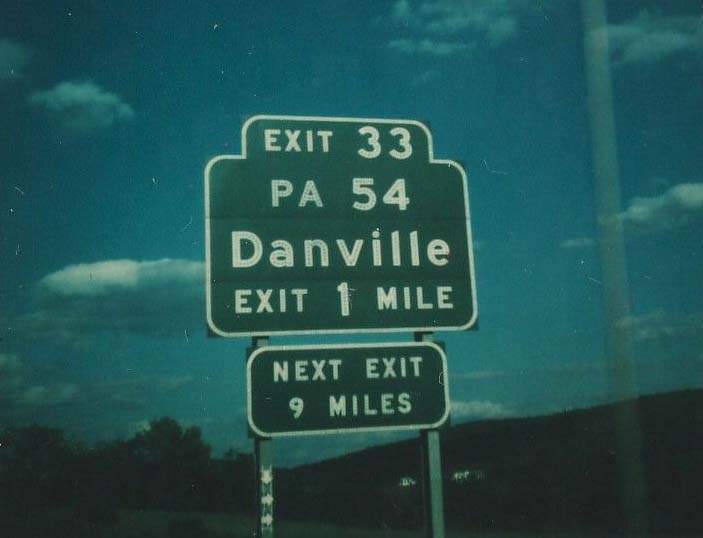 EXIT 33
PA 54
Danville
EXIT 1 MILE
NEXT EXIT
9 MILES